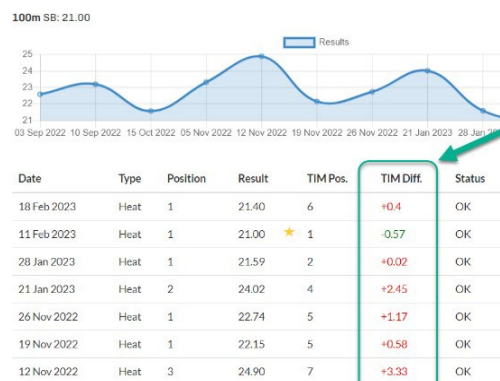 100m SB: 21.00
Results
25
24
23
22
21
03 Sep 2022 10 Sep 2022 15 Oct 2022 05 Nov 2022 12 Nov 2022 19 Nov 2022 26 Nov 2022 21 Jan 2023 28 Jan 20
Date Type Position Result TIM Pos. TIM Diff. Status
18 Feb 2023 Heat 1 21.40 6 +0.4 OK
11 Feb 2023 Heat 1 21.00 1 -0.57 OK
28 Jan 2023 Heat 1 21.59 2 +0.02 OK
21 Jan 2023 Heat 2 24.02 4 +2.45 OK
26 Nov 2022 Heat 1 22.74 5 +1.17 OK
19 Nov 2022 Heat 1 22.15 5 +0.58 OK
12 Nov 2022 Heat 3 24.90 7 +3.33 OK